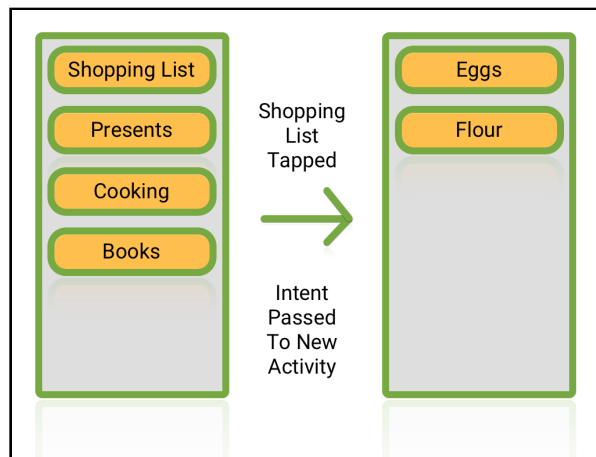 Shopping List
Presents
Cooking
Books
Shopping
List
Tapped
Intent
Passed
To New
Activity
Eggs
Flour